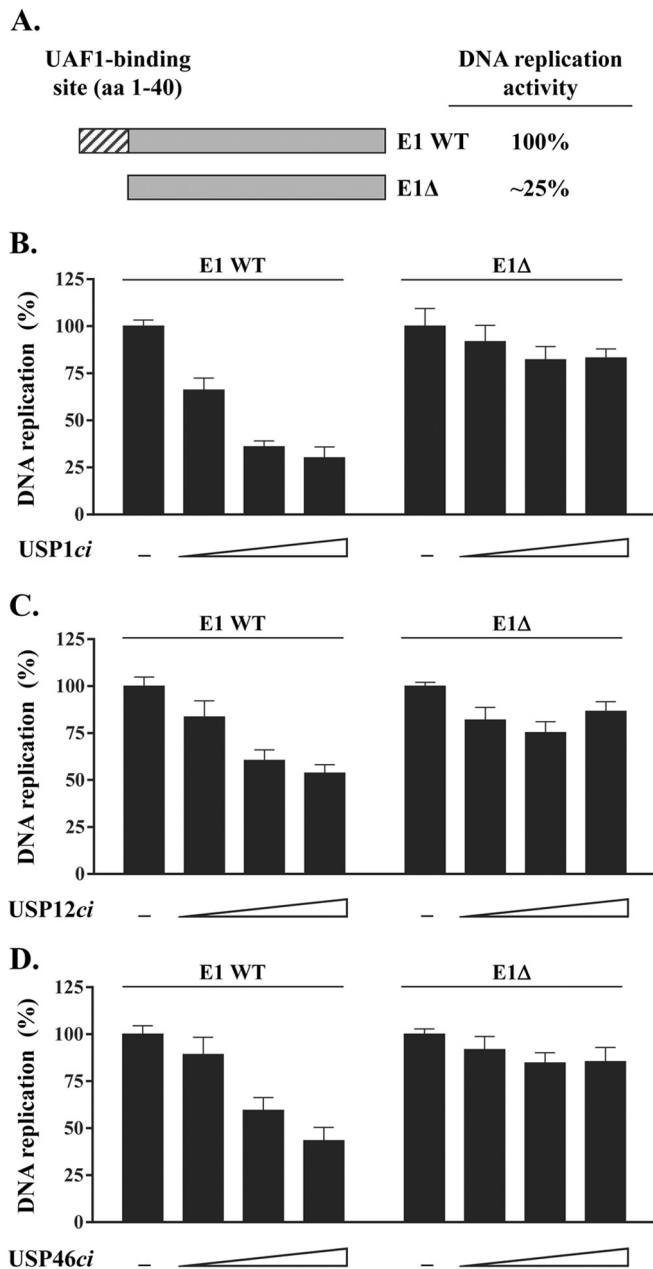 A.
UAF1-binding site (aa 1-40)
DNA replication activity
E1 WT 100%
E1Δ ~25%
B.
E1 WT E1Δ
DNA replication (%)
125
100
75
50
25
0
USP1ci – –
C.
E1 WT E1Δ
DNA replication (%)
125
100
75
50
25
0
USP12ci – –
D.
E1 WT E1Δ
DNA replication (%)
125
100
75
50
25
0
USP46ci – –